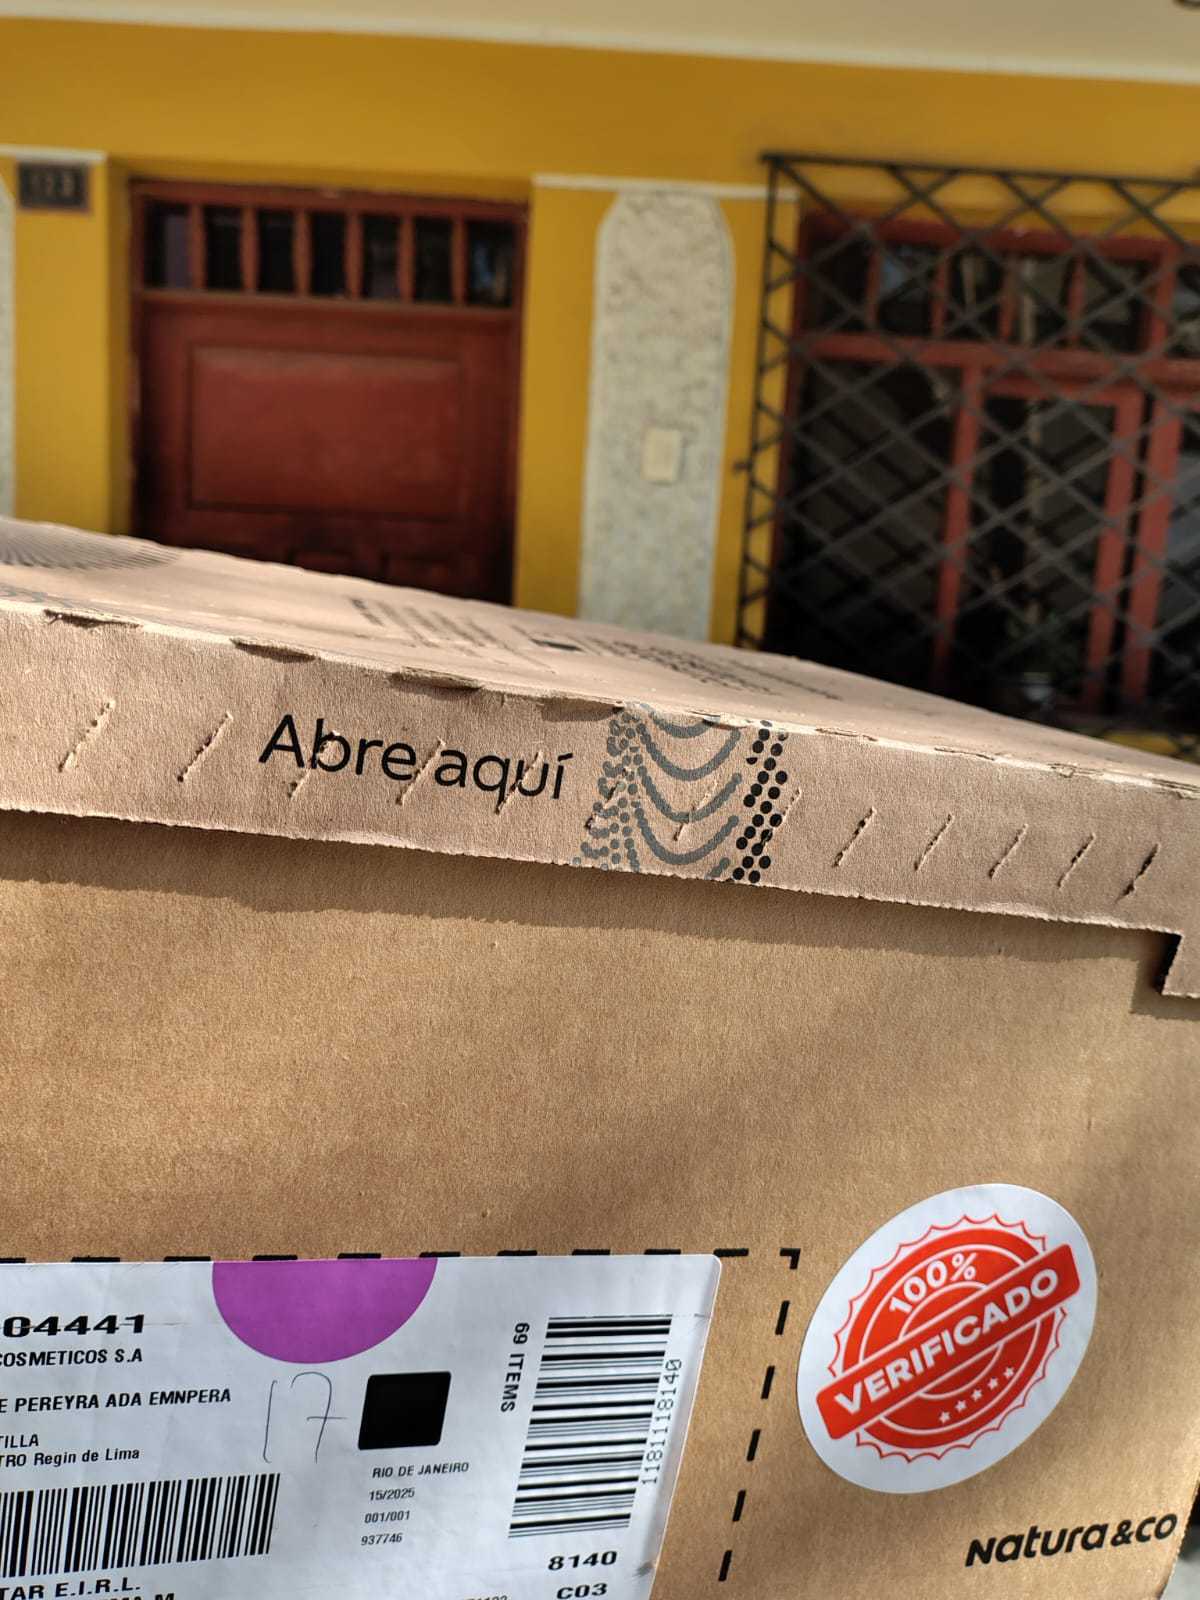 Abre aquí
100%
VERIFICADO
04441
COSMETICOS S.A
E PEREYRA ADA EMNPERA
17
TILLA
TRO Regin de Lima
69 ITEMS
1181118140
RIO DE JANEIRO
15/2025
001/001
937746
8140
C03
TAR E.I.R.L.
Natura &co